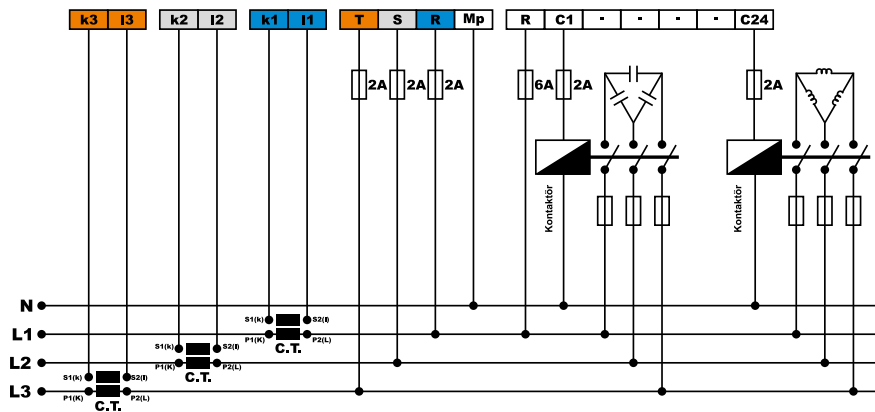 k3 l3 k2 l2 k1 l1 T S R Mp R C1 - - - - C24
2A 2A 2A 6A 2A 2A
Kontaktör Kontaktör
N
S1(k) S2(l)
L1
P1(K) P2(L)
C.T.
S1(k) S2(l)
L2
P1(K) P2(L)
C.T.
S1(k) S2(l)
L3
P1(K) P2(L)
C.T.